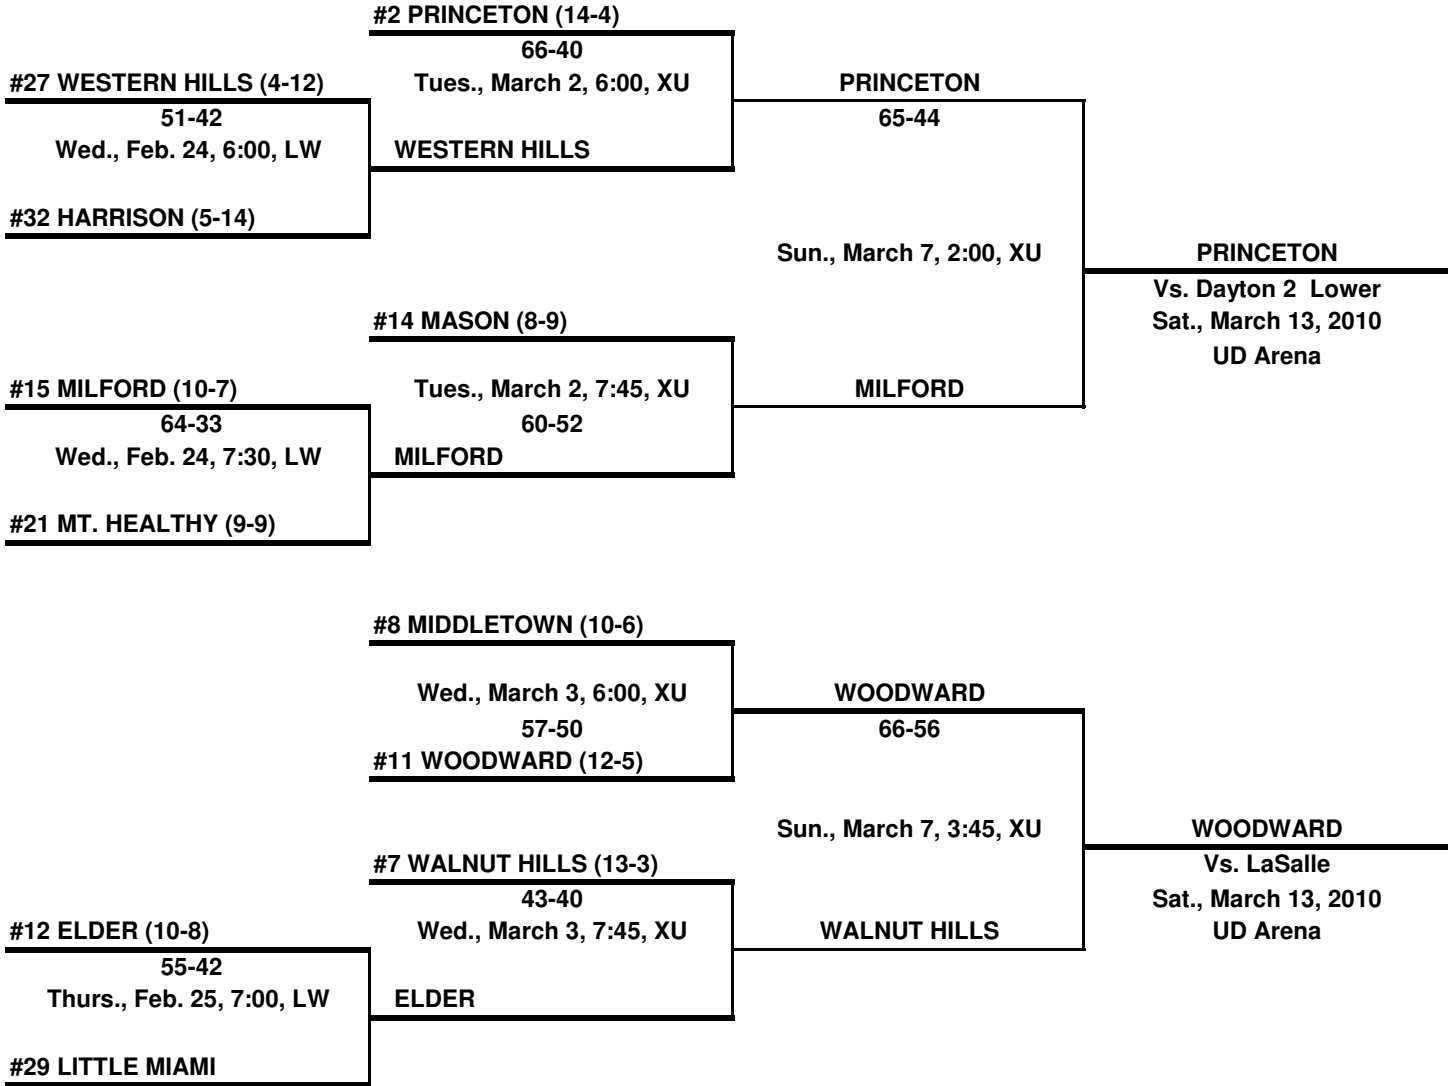 #2 PRINCETON (14-4)
66-40
#27 WESTERN HILLS (4-12)
Tues., March 2, 6:00, XU
PRINCETON
51-42
65-44
Wed., Feb. 24, 6:00, LW
WESTERN HILLS
#32 HARRISON (5-14)
Sun., March 7, 2:00, XU
PRINCETON
Vs. Dayton 2  Lower
#14 MASON (8-9)
Sat., March 13, 2010
UD Arena
#15 MILFORD (10-7)
Tues., March 2, 7:45, XU
MILFORD
64-33
60-52
Wed., Feb. 24, 7:30, LW
MILFORD
#21 MT. HEALTHY (9-9)
#8 MIDDLETOWN (10-6)
Wed., March 3, 6:00, XU
WOODWARD
57-50
66-56
#11 WOODWARD (12-5)
Sun., March 7, 3:45, XU
WOODWARD
#7 WALNUT HILLS (13-3)
Vs. LaSalle
43-40
Sat., March 13, 2010
#12 ELDER (10-8)
Wed., March 3, 7:45, XU
WALNUT HILLS
UD Arena
55-42
Thurs., Feb. 25, 7:00, LW
ELDER
#29 LITTLE MIAMI